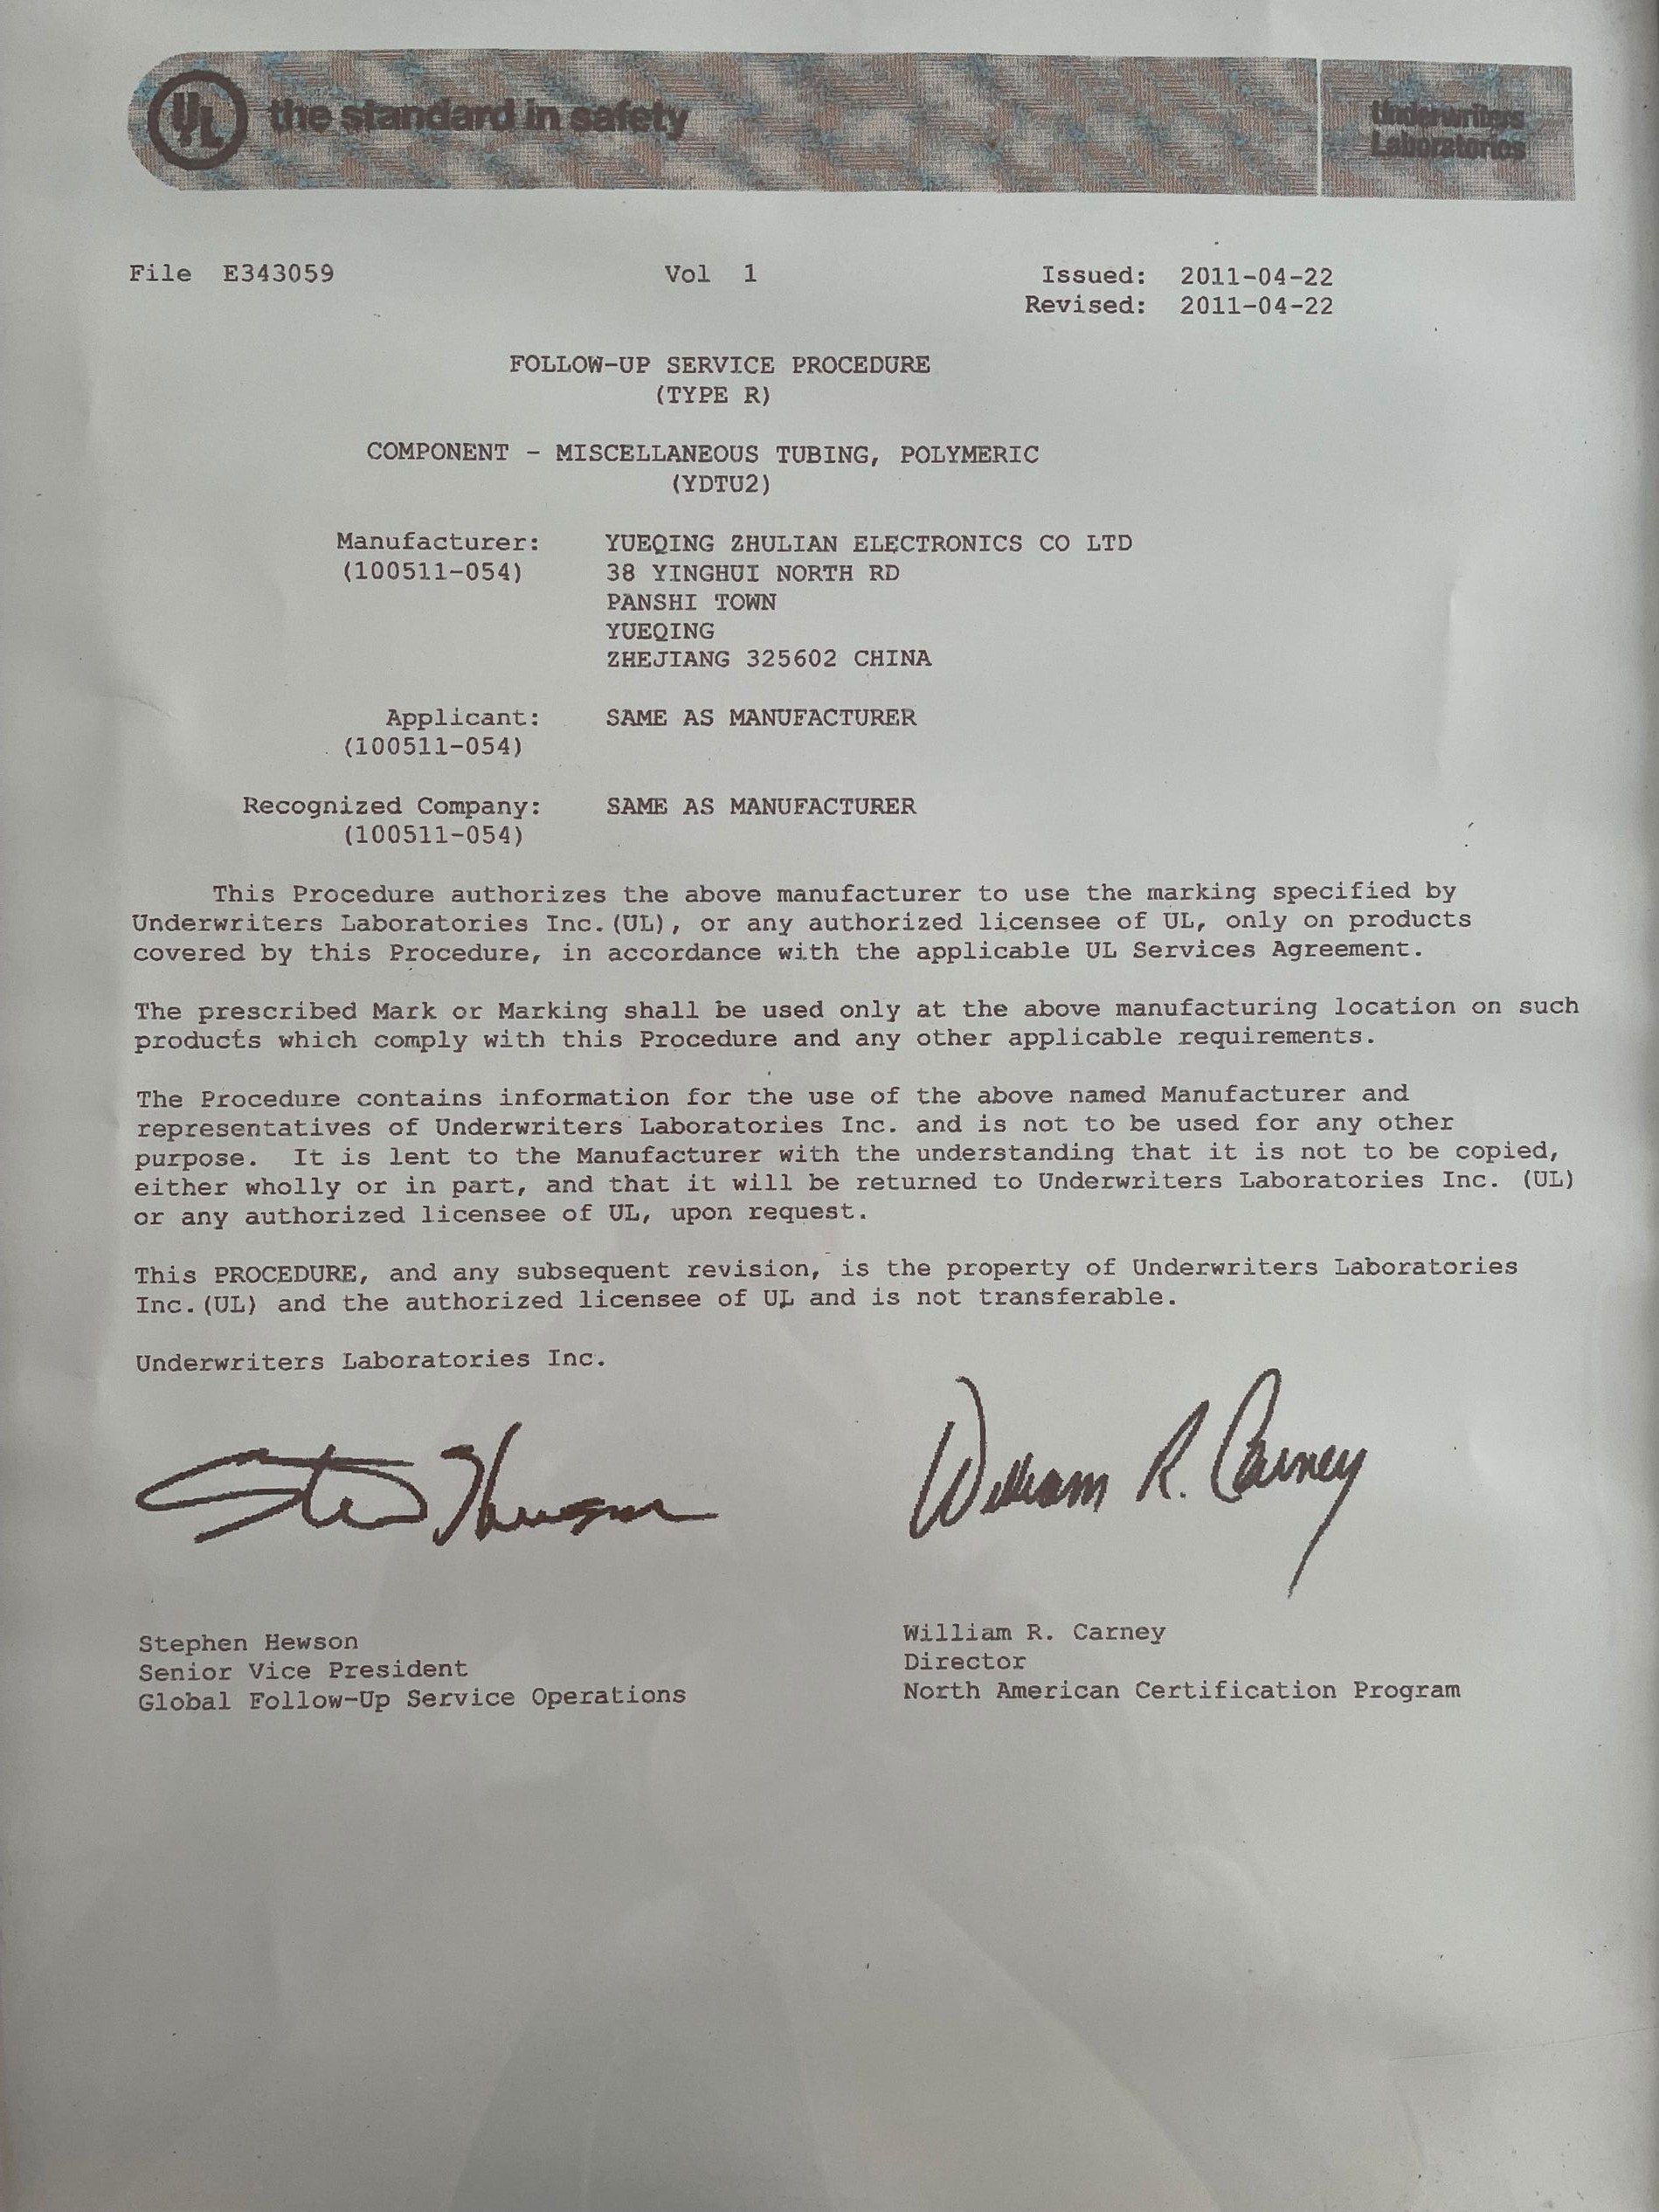 UL the standard in safety
Underwriters
Laboratories
File E343059 Vol 1 Issued: 2011-04-22
Revised: 2011-04-22
FOLLOW-UP SERVICE PROCEDURE
(TYPE R)
COMPONENT - MISCELLANEOUS TUBING, POLYMERIC
(YDTU2)
Manufacturer: YUEQING ZHULIAN ELECTRONICS CO LTD
(100511-054) 38 YINGHUI NORTH RD
PANSHI TOWN
YUEQING
ZHEJIANG 325602 CHINA
Applicant: SAME AS MANUFACTURER
(100511-054)
Recognized Company: SAME AS MANUFACTURER
(100511-054)
This Procedure authorizes the above manufacturer to use the marking specified by
Underwriters Laboratories Inc.(UL), or any authorized licensee of UL, only on products
covered by this Procedure, in accordance with the applicable UL Services Agreement.
The prescribed Mark or Marking shall be used only at the above manufacturing location on such
products which comply with this Procedure and any other applicable requirements.
The Procedure contains information for the use of the above named Manufacturer and
representatives of Underwriters Laboratories Inc. and is not to be used for any other
purpose. It is lent to the Manufacturer with the understanding that it is not to be copied,
either wholly or in part, and that it will be returned to Underwriters Laboratories Inc. (UL)
or any authorized licensee of UL, upon request.
This PROCEDURE, and any subsequent revision, is the property of Underwriters Laboratories
Inc.(UL) and the authorized licensee of UL and is not transferable.
Underwriters Laboratories Inc.
William R. Carney
Stephen Hewson
Senior Vice President
Global Follow-Up Service Operations
William R. Carney
Director
North American Certification Program